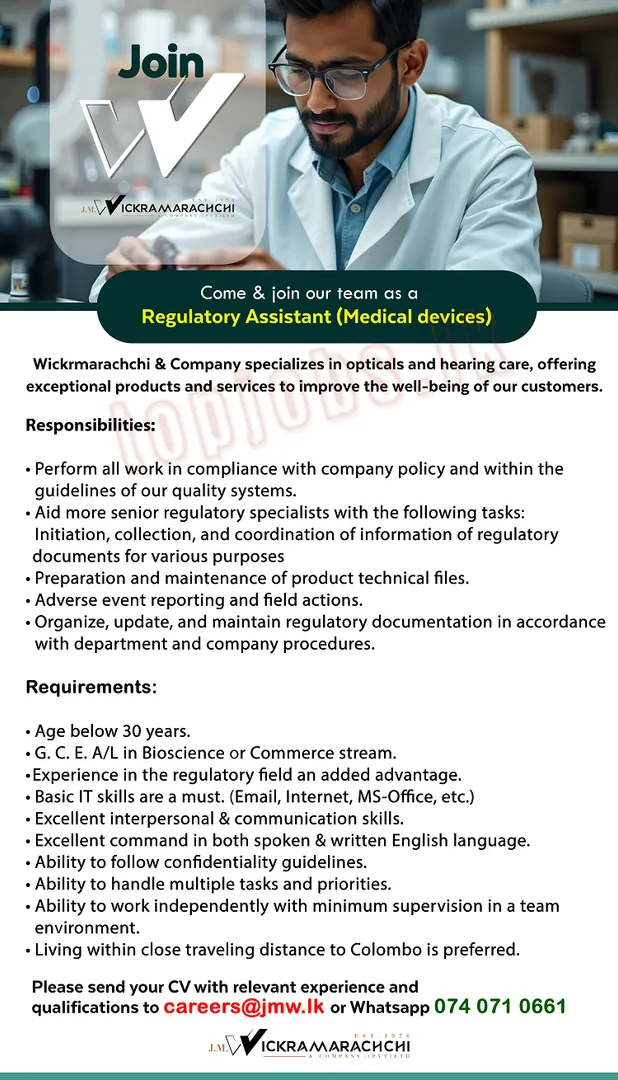 Join
J.M. WICKRAMARACHCHI
EST 1976
& COMPANY (PVT) LTD
Come & join our team as a
Regulatory Assistant (Medical devices)
Wickrmarachchi & Company specializes in opticals and hearing care, offering
exceptional products and services to improve the well-being of our customers.
topjobs.lk
Responsibilities:
• Perform all work in compliance with company policy and within the
guidelines of our quality systems.
• Aid more senior regulatory specialists with the following tasks:
Initiation, collection, and coordination of information of regulatory
documents for various purposes
• Preparation and maintenance of product technical files.
• Adverse event reporting and field actions.
• Organize, update, and maintain regulatory documentation in accordance
with department and company procedures.
Requirements:
• Age below 30 years.
• G. C. E. A/L in Bioscience or Commerce stream.
•Experience in the regulatory field an added advantage.
• Basic IT skills are a must. (Email, Internet, MS-Office, etc.)
• Excellent interpersonal & communication skills.
• Excellent command in both spoken & written English language.
• Ability to follow confidentiality guidelines.
• Ability to handle multiple tasks and priorities.
• Ability to work independently with minimum supervision in a team
environment.
• Living within close traveling distance to Colombo is preferred.
Please send your CV with relevant experience and
qualifications to careers@jmw.lk or Whatsapp 074 071 0661
EST 1976
J.M. WICKRAMARACHCHI
& COMPANY (PVT) LTD